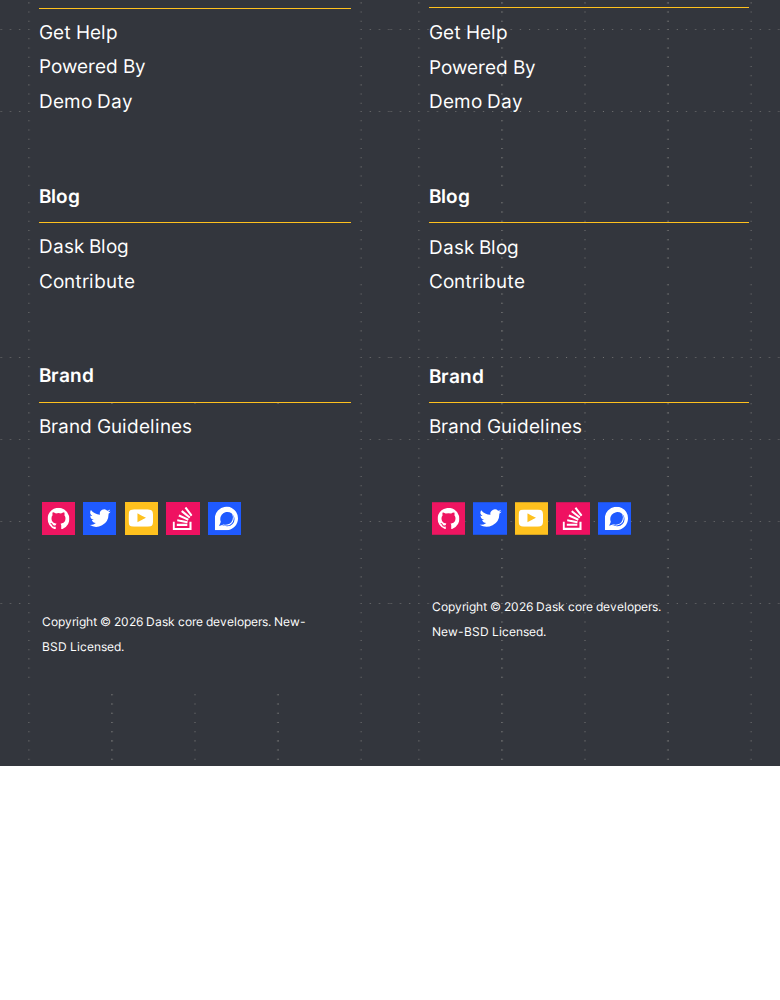 Get Help
Powered By
Demo Day
Blog
Dask Blog
Contribute
Brand
Brand Guidelines
Copyright © 2026 Dask core developers. New-
BSD Licensed.
Get Help
Powered By
Demo Day
Blog
Dask Blog
Contribute
Brand
Brand Guidelines
Copyright © 2026 Dask core developers.
New-BSD Licensed.